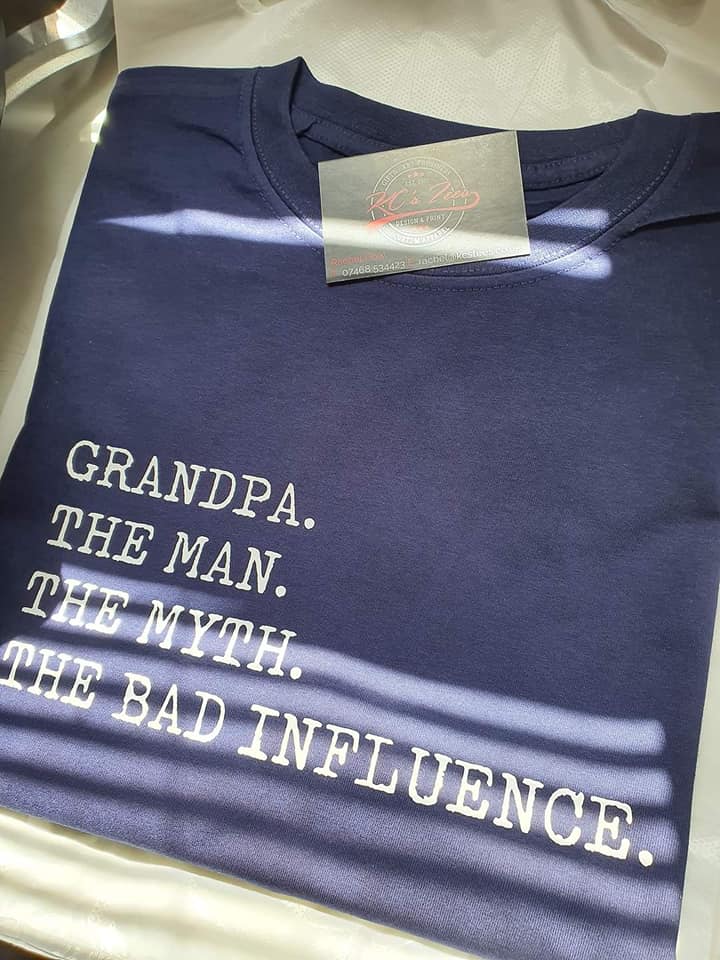 DESIGN & PRINT
07468 534423
GRANDPA.
THE MAN.
THE MYTH.
THE BAD INFLUENCE.